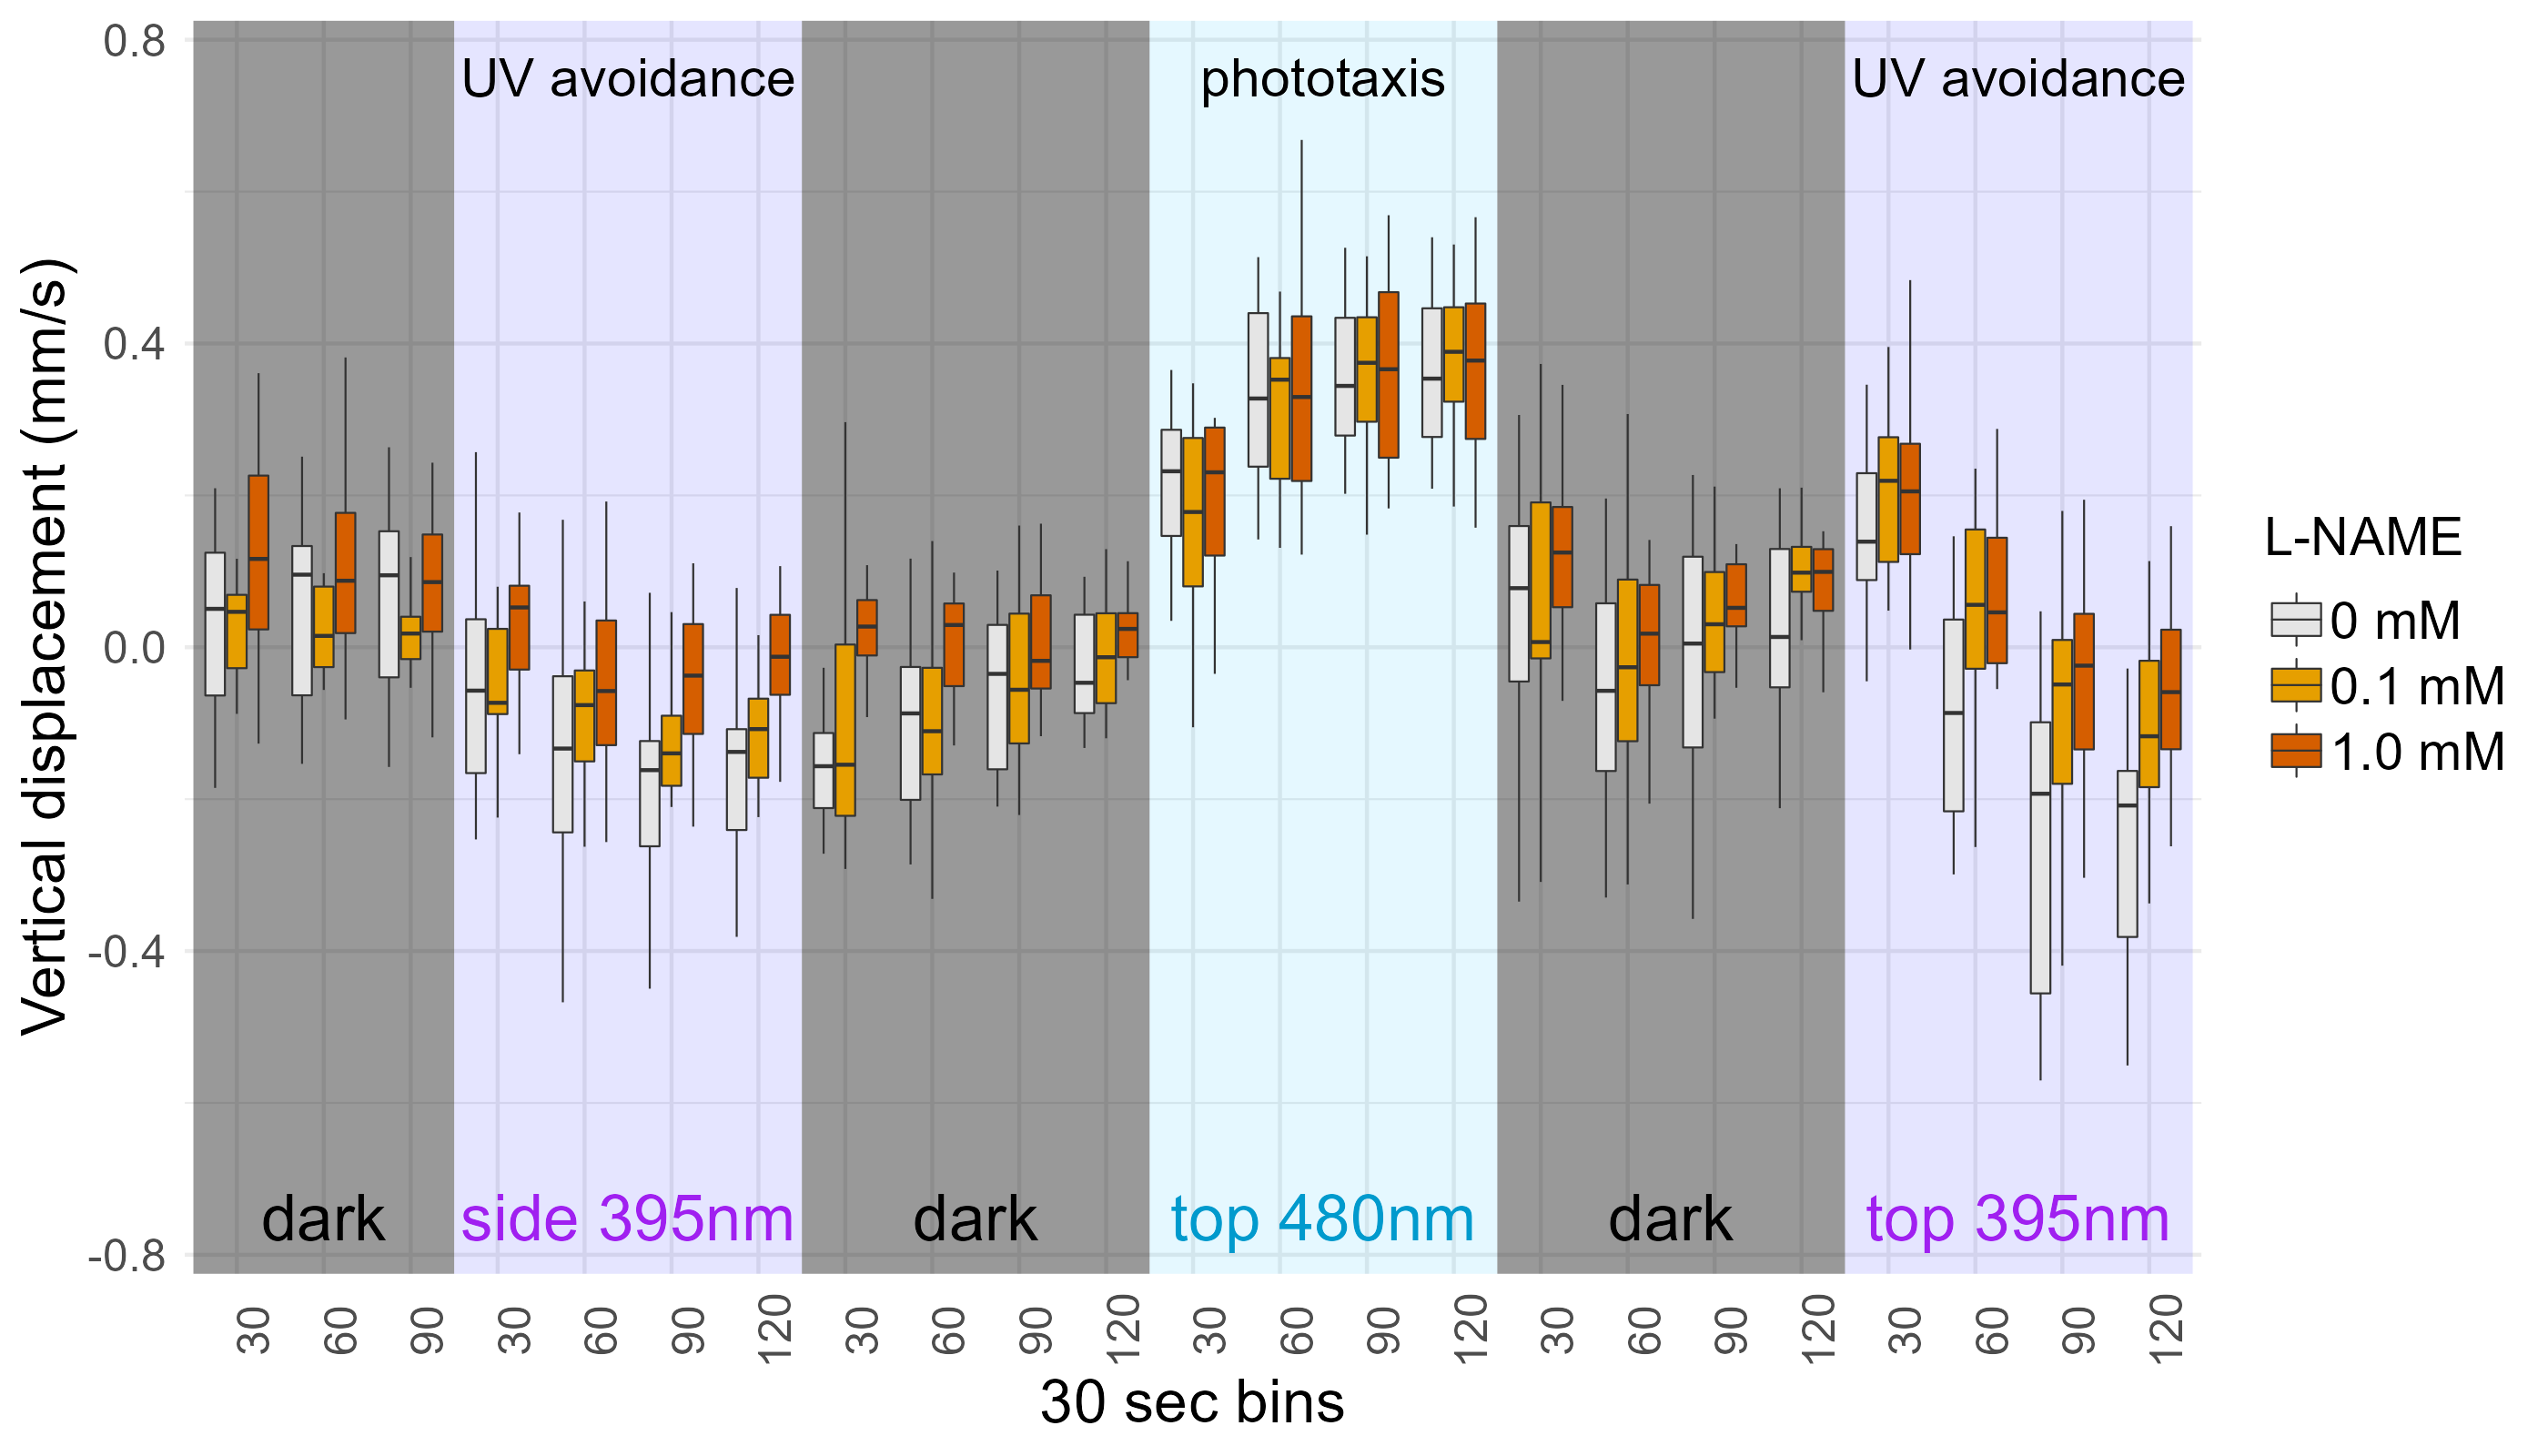 UV avoidance
phototaxis
UV avoidance
Vertical displacement (mm/s)
0.8
0.4
0.0
-0.4
-0.8
dark
side 395nm
dark
top 480nm
dark
top 395nm
30 60 90 30 60 90 120 30 60 90 120 30 60 90 120 30 60 90 120 30 60 90 120
30 sec bins
L-NAME
0 mM
0.1 mM
1.0 mM